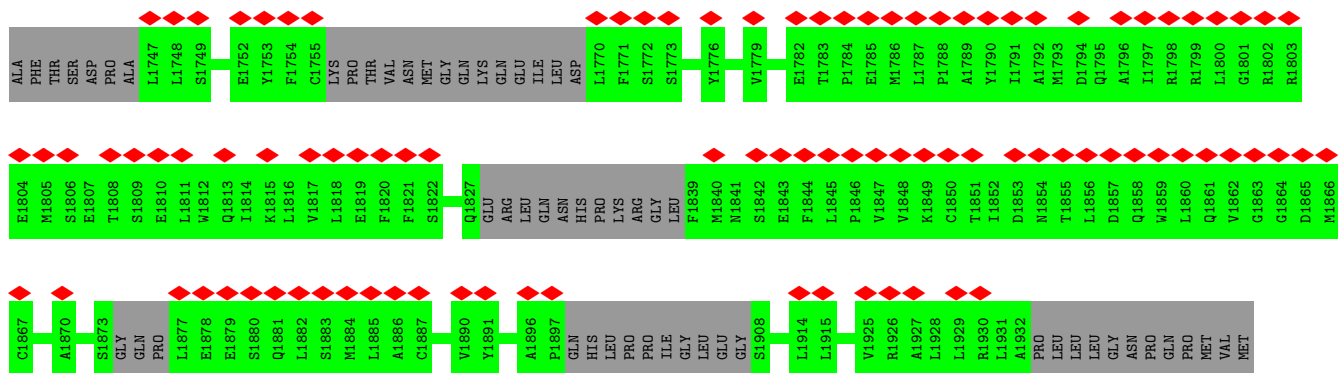 ALA PHE THR SER ASP PRO ALA L1747 L1748 S1749 E1752 Y1753 F1754 C1755 LYS PRO THR VAL ASN MET GLY GLN LYS GLN GLU ILE LEU ASP L1770 F1771 S1772 S1773 Y1776 V1779 E1782 T1783 P1784 E1785 M1786 L1787 P1788 A1789 Y1790 I1791 A1792 M1793 D1794 Q1795 A1796 I1797 R1798 R1799 L1800 G1801 R1802 R1803
E1804 M1805 S1806 E1807 T1808 S1809 E1810 L1811 W1812 Q1813 I1814 K1815 L1816 V1817 L1818 E1819 F1820 F1821 S1822 Q1827 GLU ARG LEU GLN ASN HIS PRO LYS ARG GLY LEU F1839 M1840 N1841 S1842 E1843 F1844 L1845 P1846 V1847 V1848 K1849 C1850 T1851 I1852 D1853 N1854 T1855 L1856 D1857 Q1858 W1859 L1860 Q1861 V1862 G1863 G1864 D1865 M1866
C1867 A1870 S1873 GLY GLN PRO L1877 E1878 E1879 S1880 Q1881 L1882 S1883 M1884 L1885 A1886 C1887 V1890 Y1891 A1896 P1897 GLN HIS LEU PRO PRO ILE GLY LEU GLU GLY S1908 L1914 L1915 V1925 R1926 A1927 L1928 L1929 R1930 L1931 A1932 PRO LEU LEU LEU GLY ASN PRO GLN PRO MET VAL MET